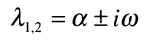 λ₁,₂ = α ± iω